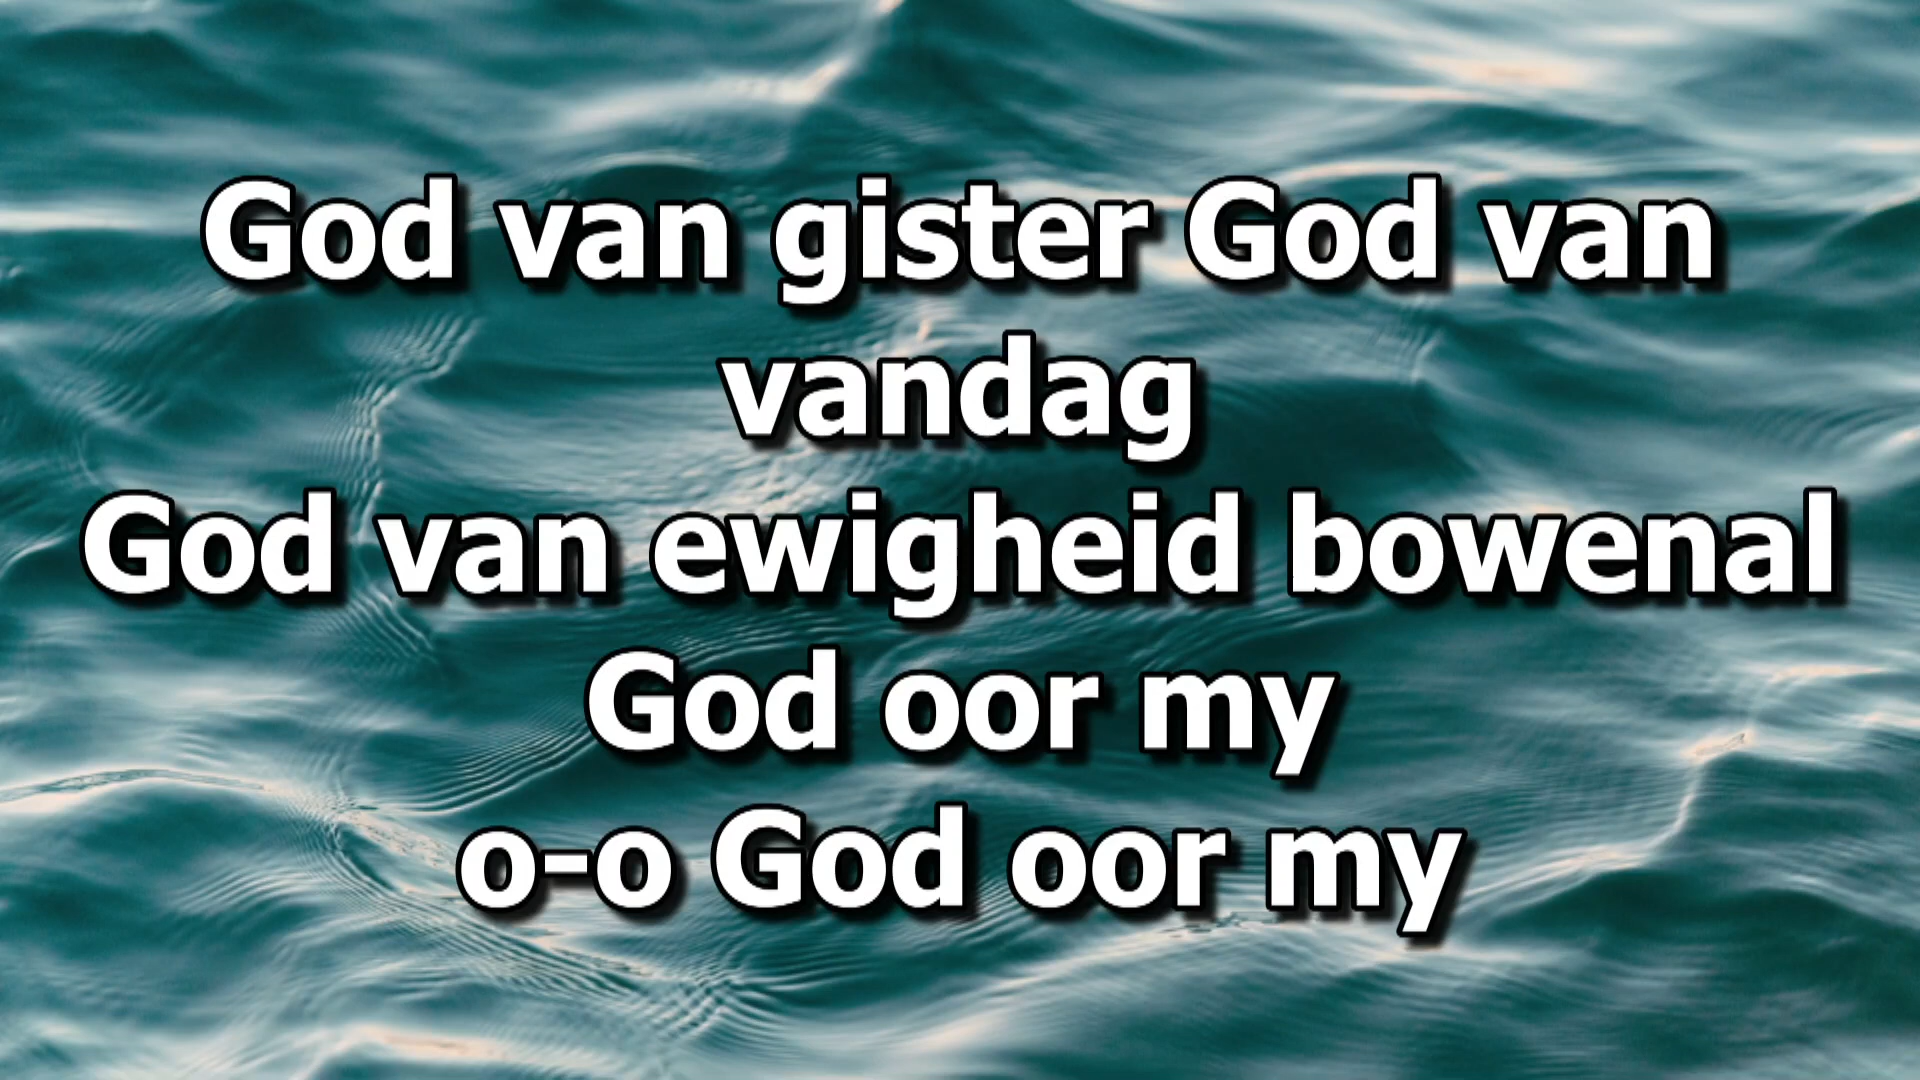 God van gister God van
vandag
God van ewigheid bowenal
God oor my
o-o God oor my